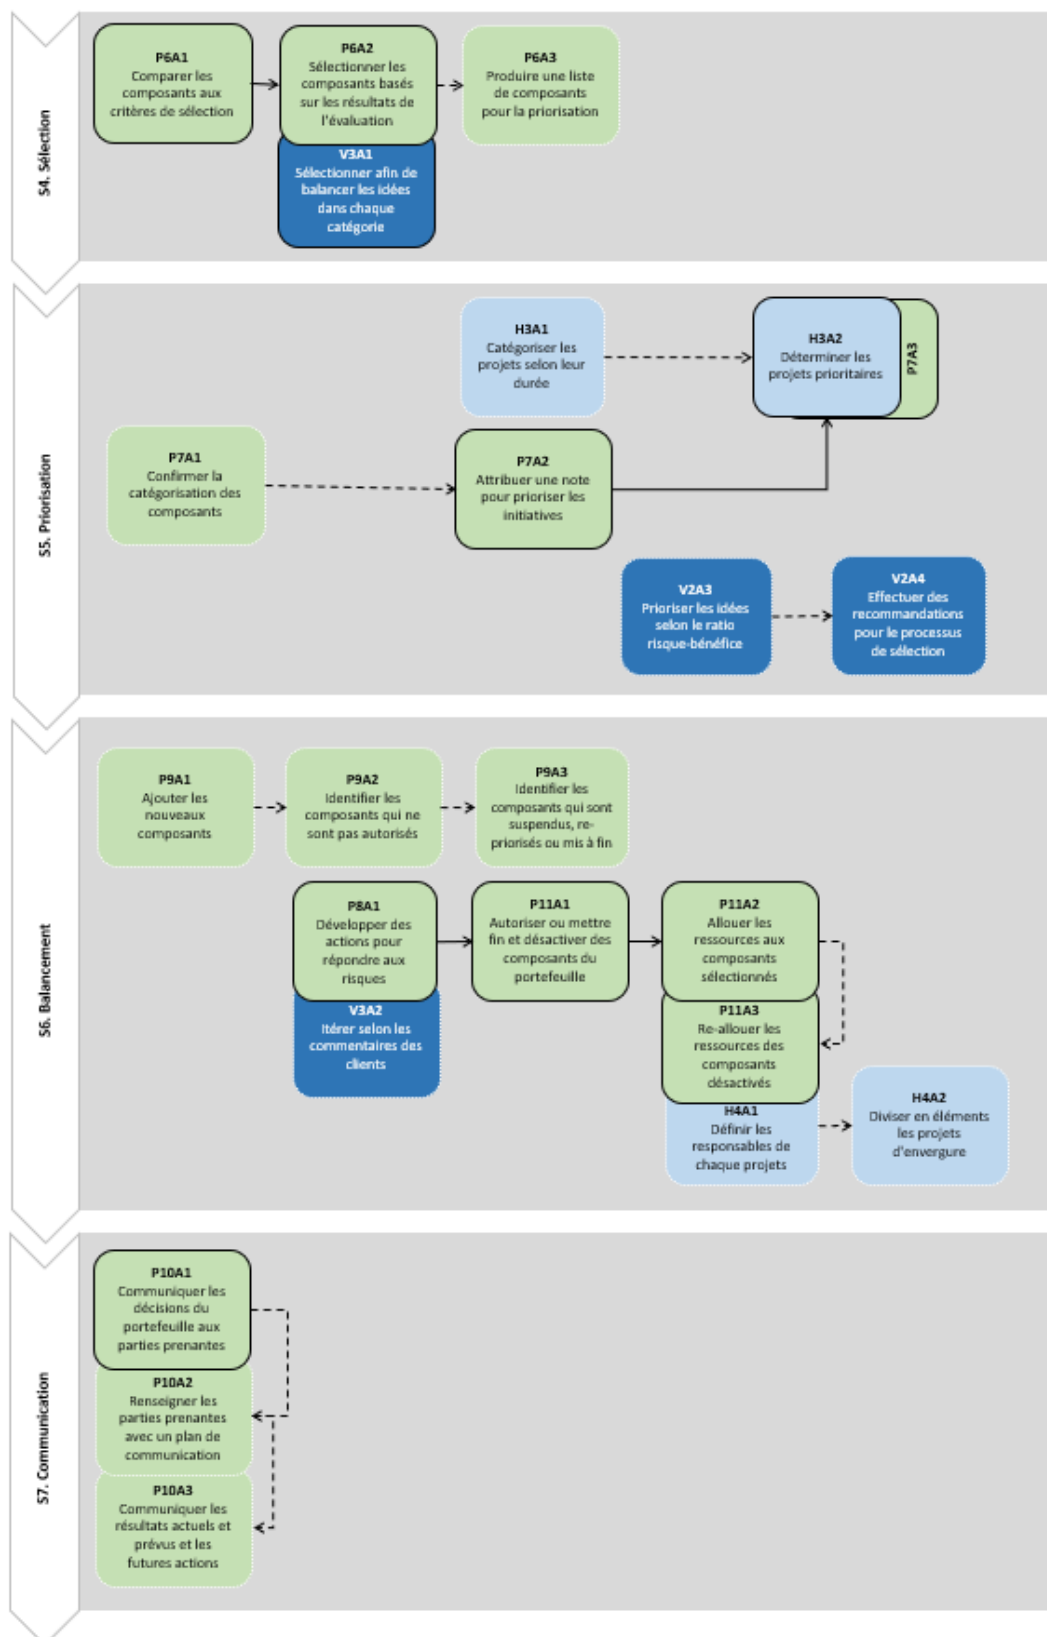 S4. Sélection
P6A1
Comparer les
composants aux
critères de sélection
P6A2
Sélectionner les
composants basés
sur les résultats de
l'évaluation
P6A3
Produire une liste
de composants
pour la priorisation
V3A1
Sélectionner afin de
balancer les idées
dans chaque
catégorie
S5. Priorisation
H3A1
Catégoriser les
projets selon leur
durée
H3A2
Déterminer les
projets prioritaires
P7A3
P7A1
Confirmer la
catégorisation des
composants
P7A2
Attribuer une note
pour prioriser les
initiatives
V2A3
Prioriser les idées
selon le ratio
risque-bénéfice
V2A4
Effectuer des
recommandations
pour le processus
de sélection
S6. Balancement
P9A1
Ajouter les
nouveaux
composants
P9A2
Identifier les
composants qui ne
sont pas autorisés
P9A3
Identifier les
composants qui sont
suspendus, re-
priorisés ou mis à fin
P8A1
Développer des
actions pour
répondre aux
risques
P11A1
Autoriser ou mettre
fin et désactiver des
composants du
portefeuille
P11A2
Allouer les
ressources aux
composants
sélectionnés
V3A2
Itérer selon les
commentaires des
clients
P11A3
Re-allouer les
ressources des
composants
désactivés
H4A1
Définir les
responsables de
chaque projets
H4A2
Diviser en éléments
les projets
d'envergure
S7. Communication
P10A1
Communiquer les
décisions du
portefeuille aux
parties prenantes
P10A2
Renseigner les
parties prenantes
avec un plan de
communication
P10A3
Communiquer les
résultats actuels et
prévus et les
futures actions